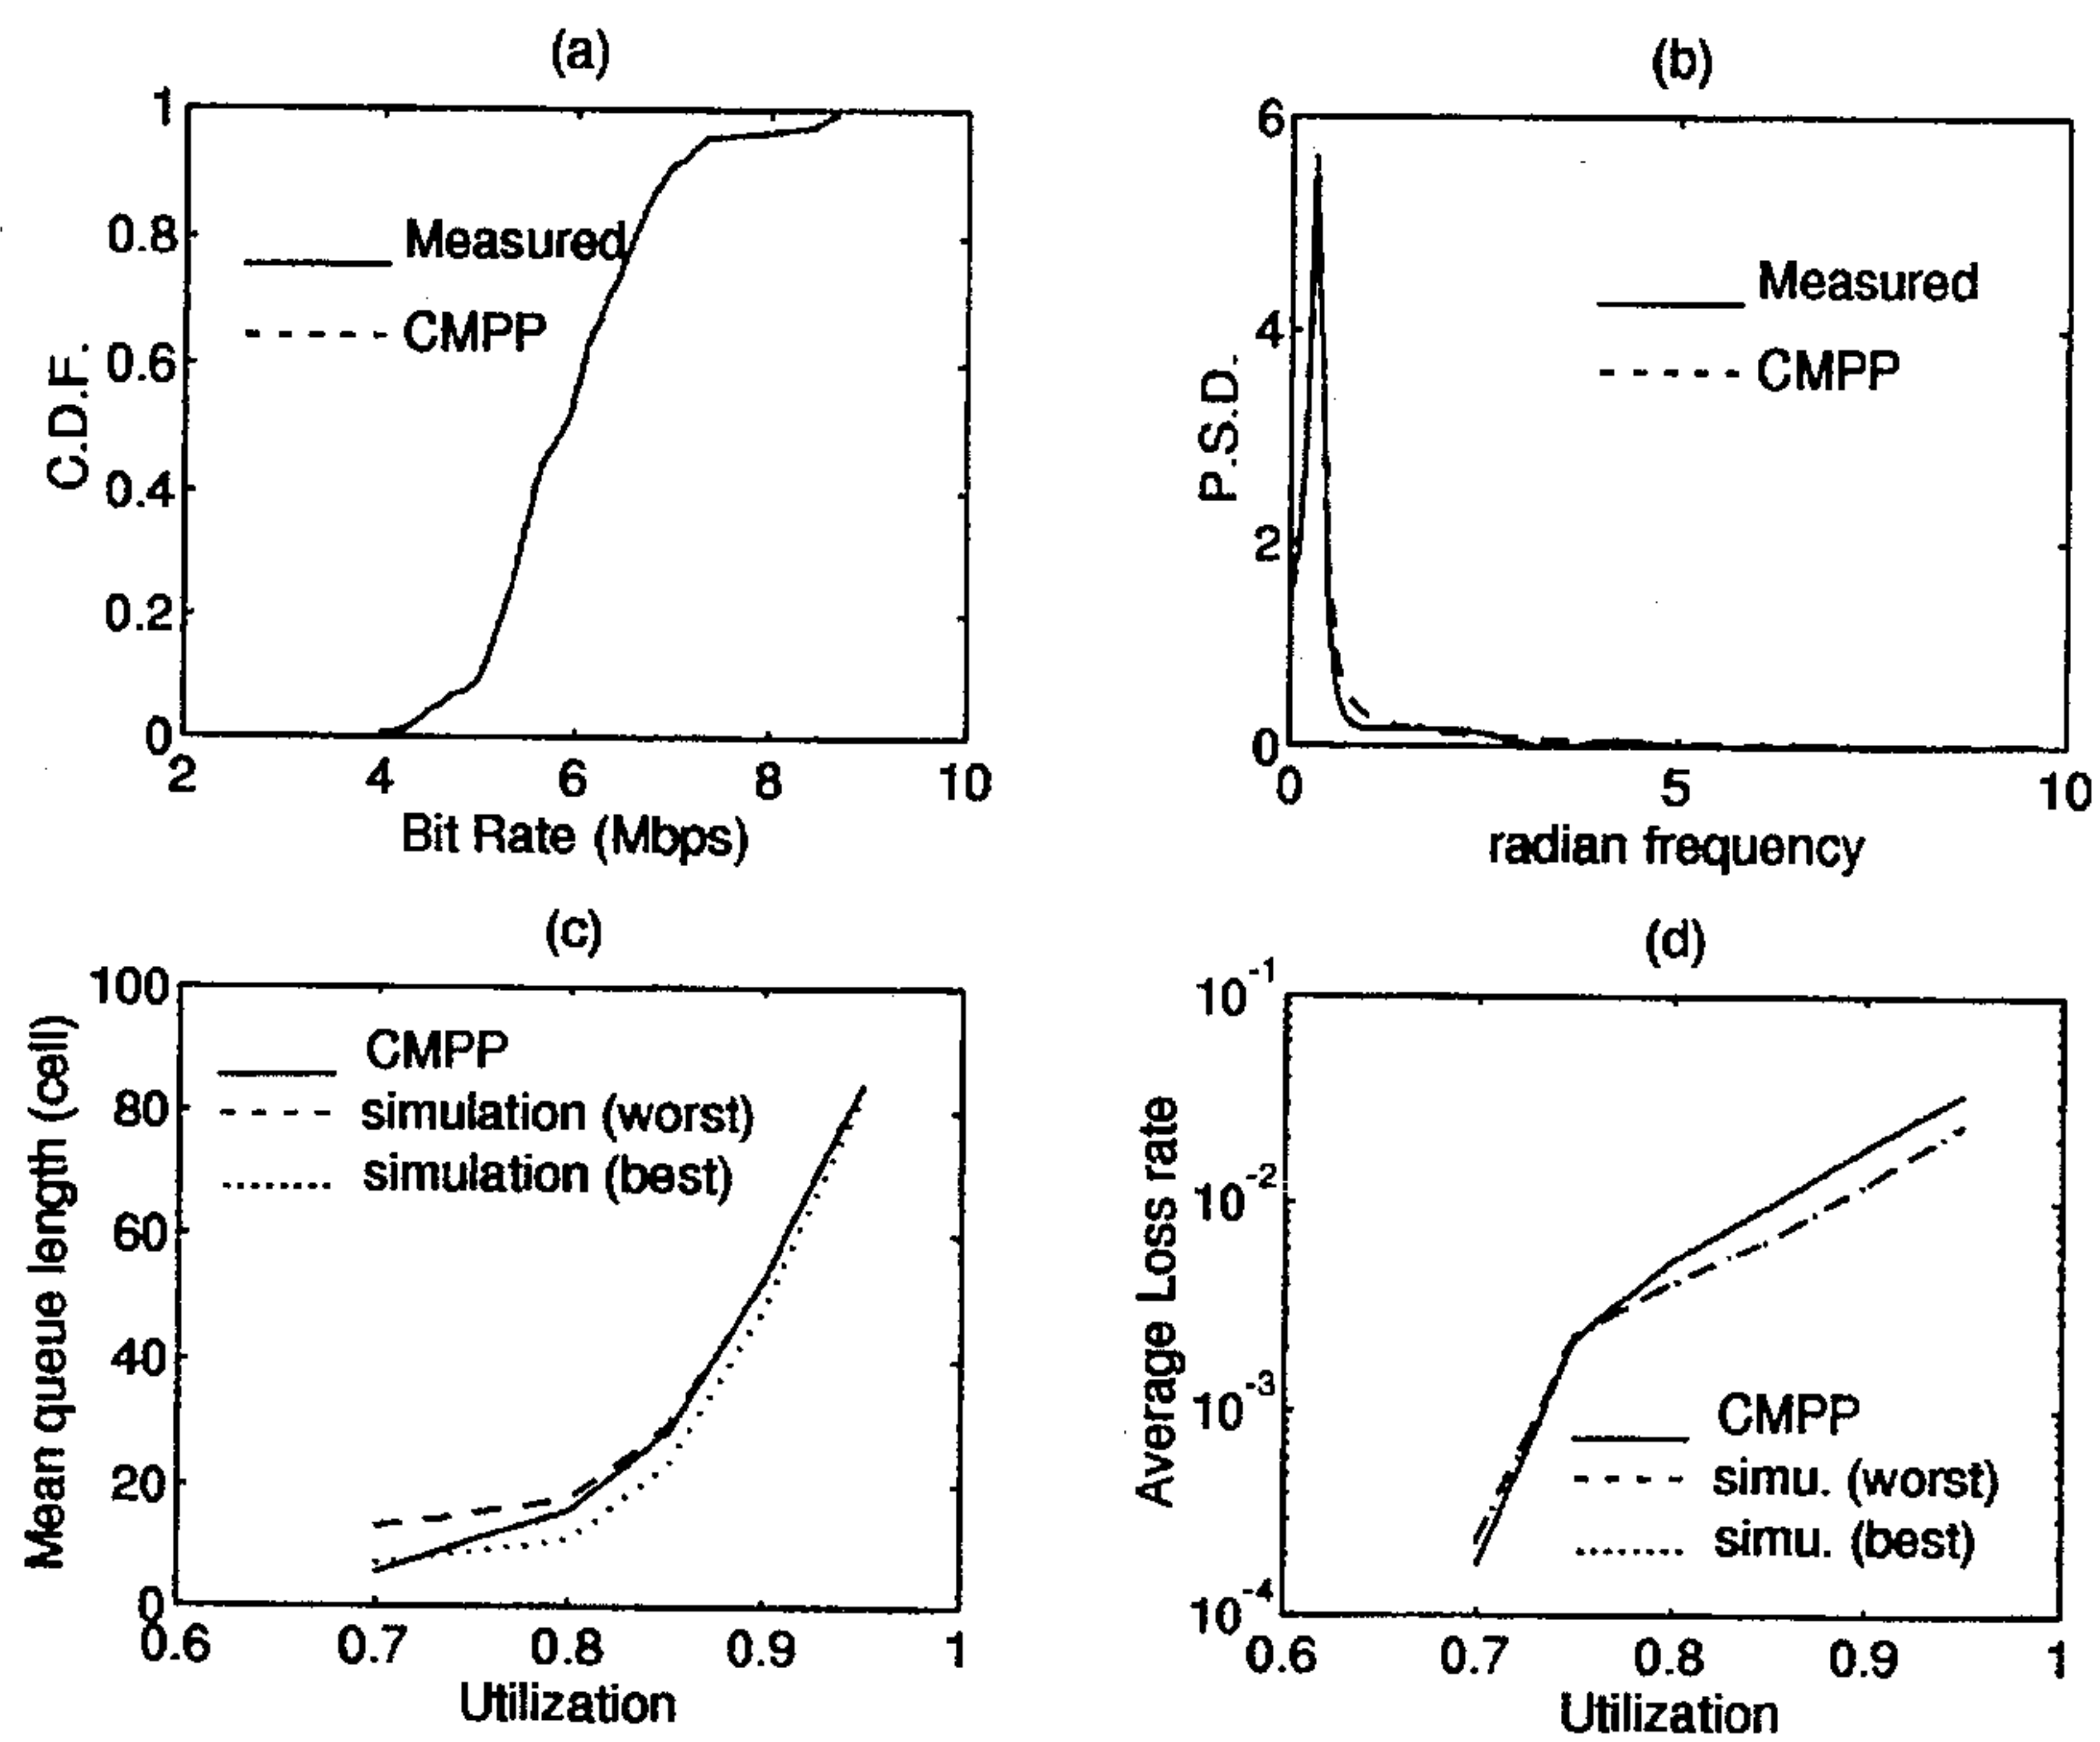 (a)
1
0.8
0.6
0.4
0.2
0
C.D.F.
Measured
CMPP
2 4 6 8 10
Bit Rate (Mbps)
(b)
6
4
2
0
P.S.D.
Measured
CMPP
0 5 10
radian frequency
(c)
100
80
60
40
20
0
Mean queue length (cell)
CMPP
simulation (worst)
simulation (best)
0.6 0.7 0.8 0.9 1
Utilization
(d)
10^-1
10^-2
10^-3
10^-4
Average Loss rate
CMPP
simu. (worst)
simu. (best)
0.6 0.7 0.8 0.9 1
Utilization